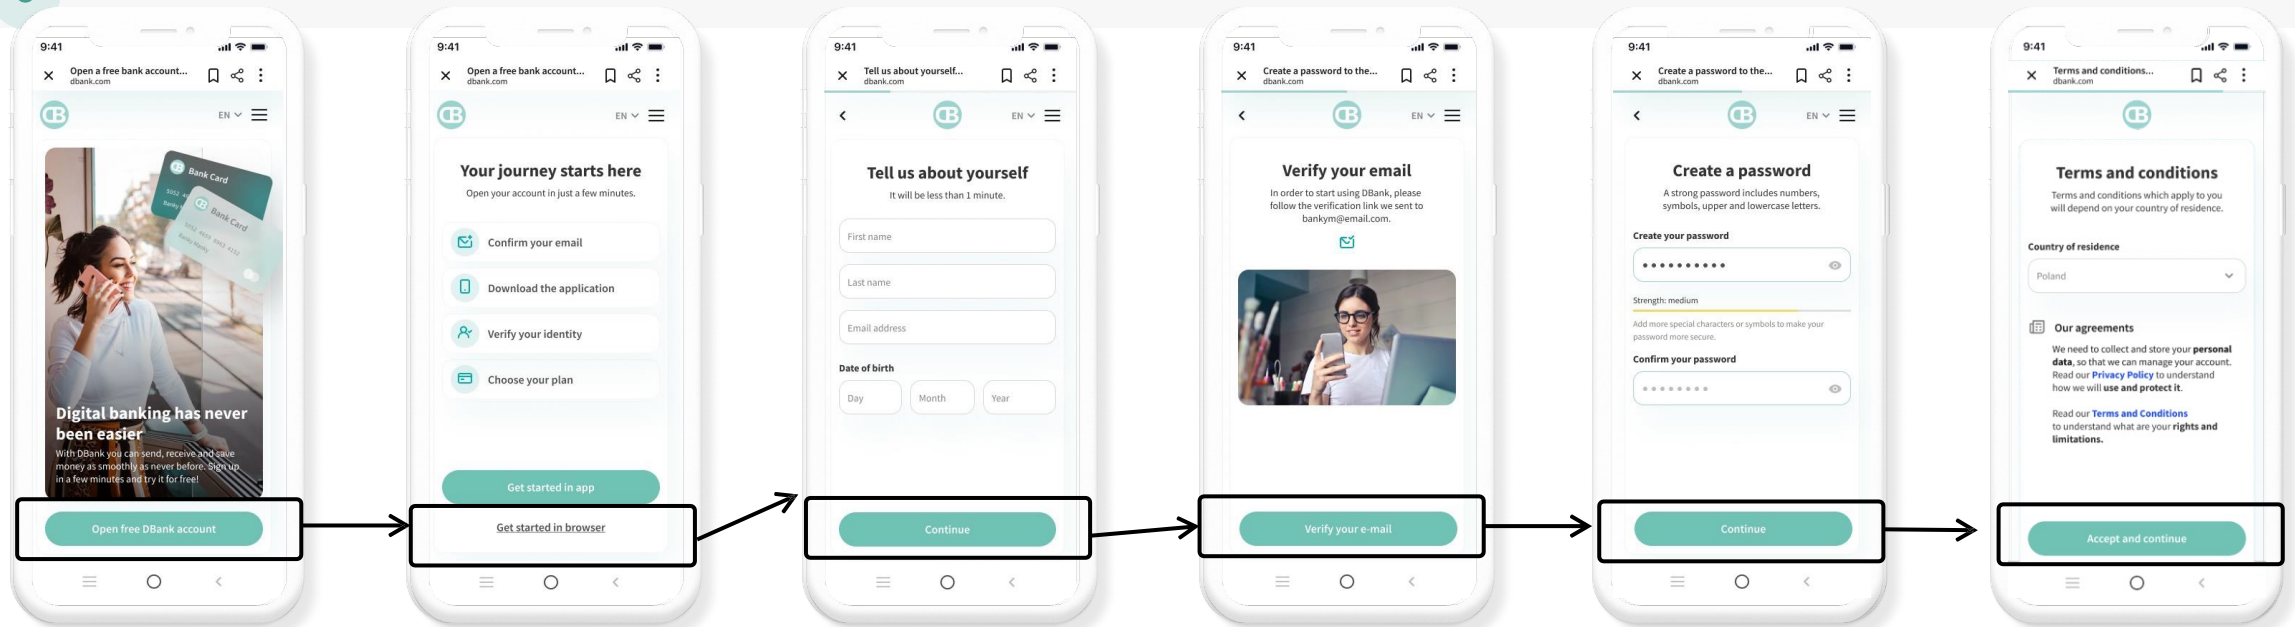 9:41
Open a free bank account...
dbank.com
EN
Bank Card
Bank Card
Digital banking has never
been easier
With DBank you can send, receive and save
money as smoothly as never before. Sign up
in a few minutes and try it for free!
Open free DBank account
9:41
Open a free bank account...
dbank.com
EN
Your journey starts here
Open your account in just a few minutes.
Confirm your email
Download the application
Verify your identity
Choose your plan
Get started in app
Get started in browser
9:41
Tell us about yourself...
dbank.com
EN
Tell us about yourself
It will be less than 1 minute.
First name
Last name
Email address
Date of birth
Day Month Year
Continue
9:41
Create a password to the...
dbank.com
EN
Verify your email
In order to start using DBank, please
follow the verification link we sent to
bankym@email.com.
Verify your e-mail
9:41
Create a password to the...
dbank.com
EN
Create a password
A strong password includes numbers,
symbols, upper and lowercase letters.
Create your password
Strength: medium
Add more special characters or symbols to make your
password more secure.
Confirm your password
Continue
9:41
Terms and conditions...
dbank.com
Terms and conditions
Terms and conditions which apply to you
will depend on your country of residence.
Country of residence
Poland
Our agreements
We need to collect and store your personal
data, so that we can manage your account.
Read our Privacy Policy to understand
how we will use and protect it.
Read our Terms and Conditions
to understand what are your rights and
limitations.
Accept and continue